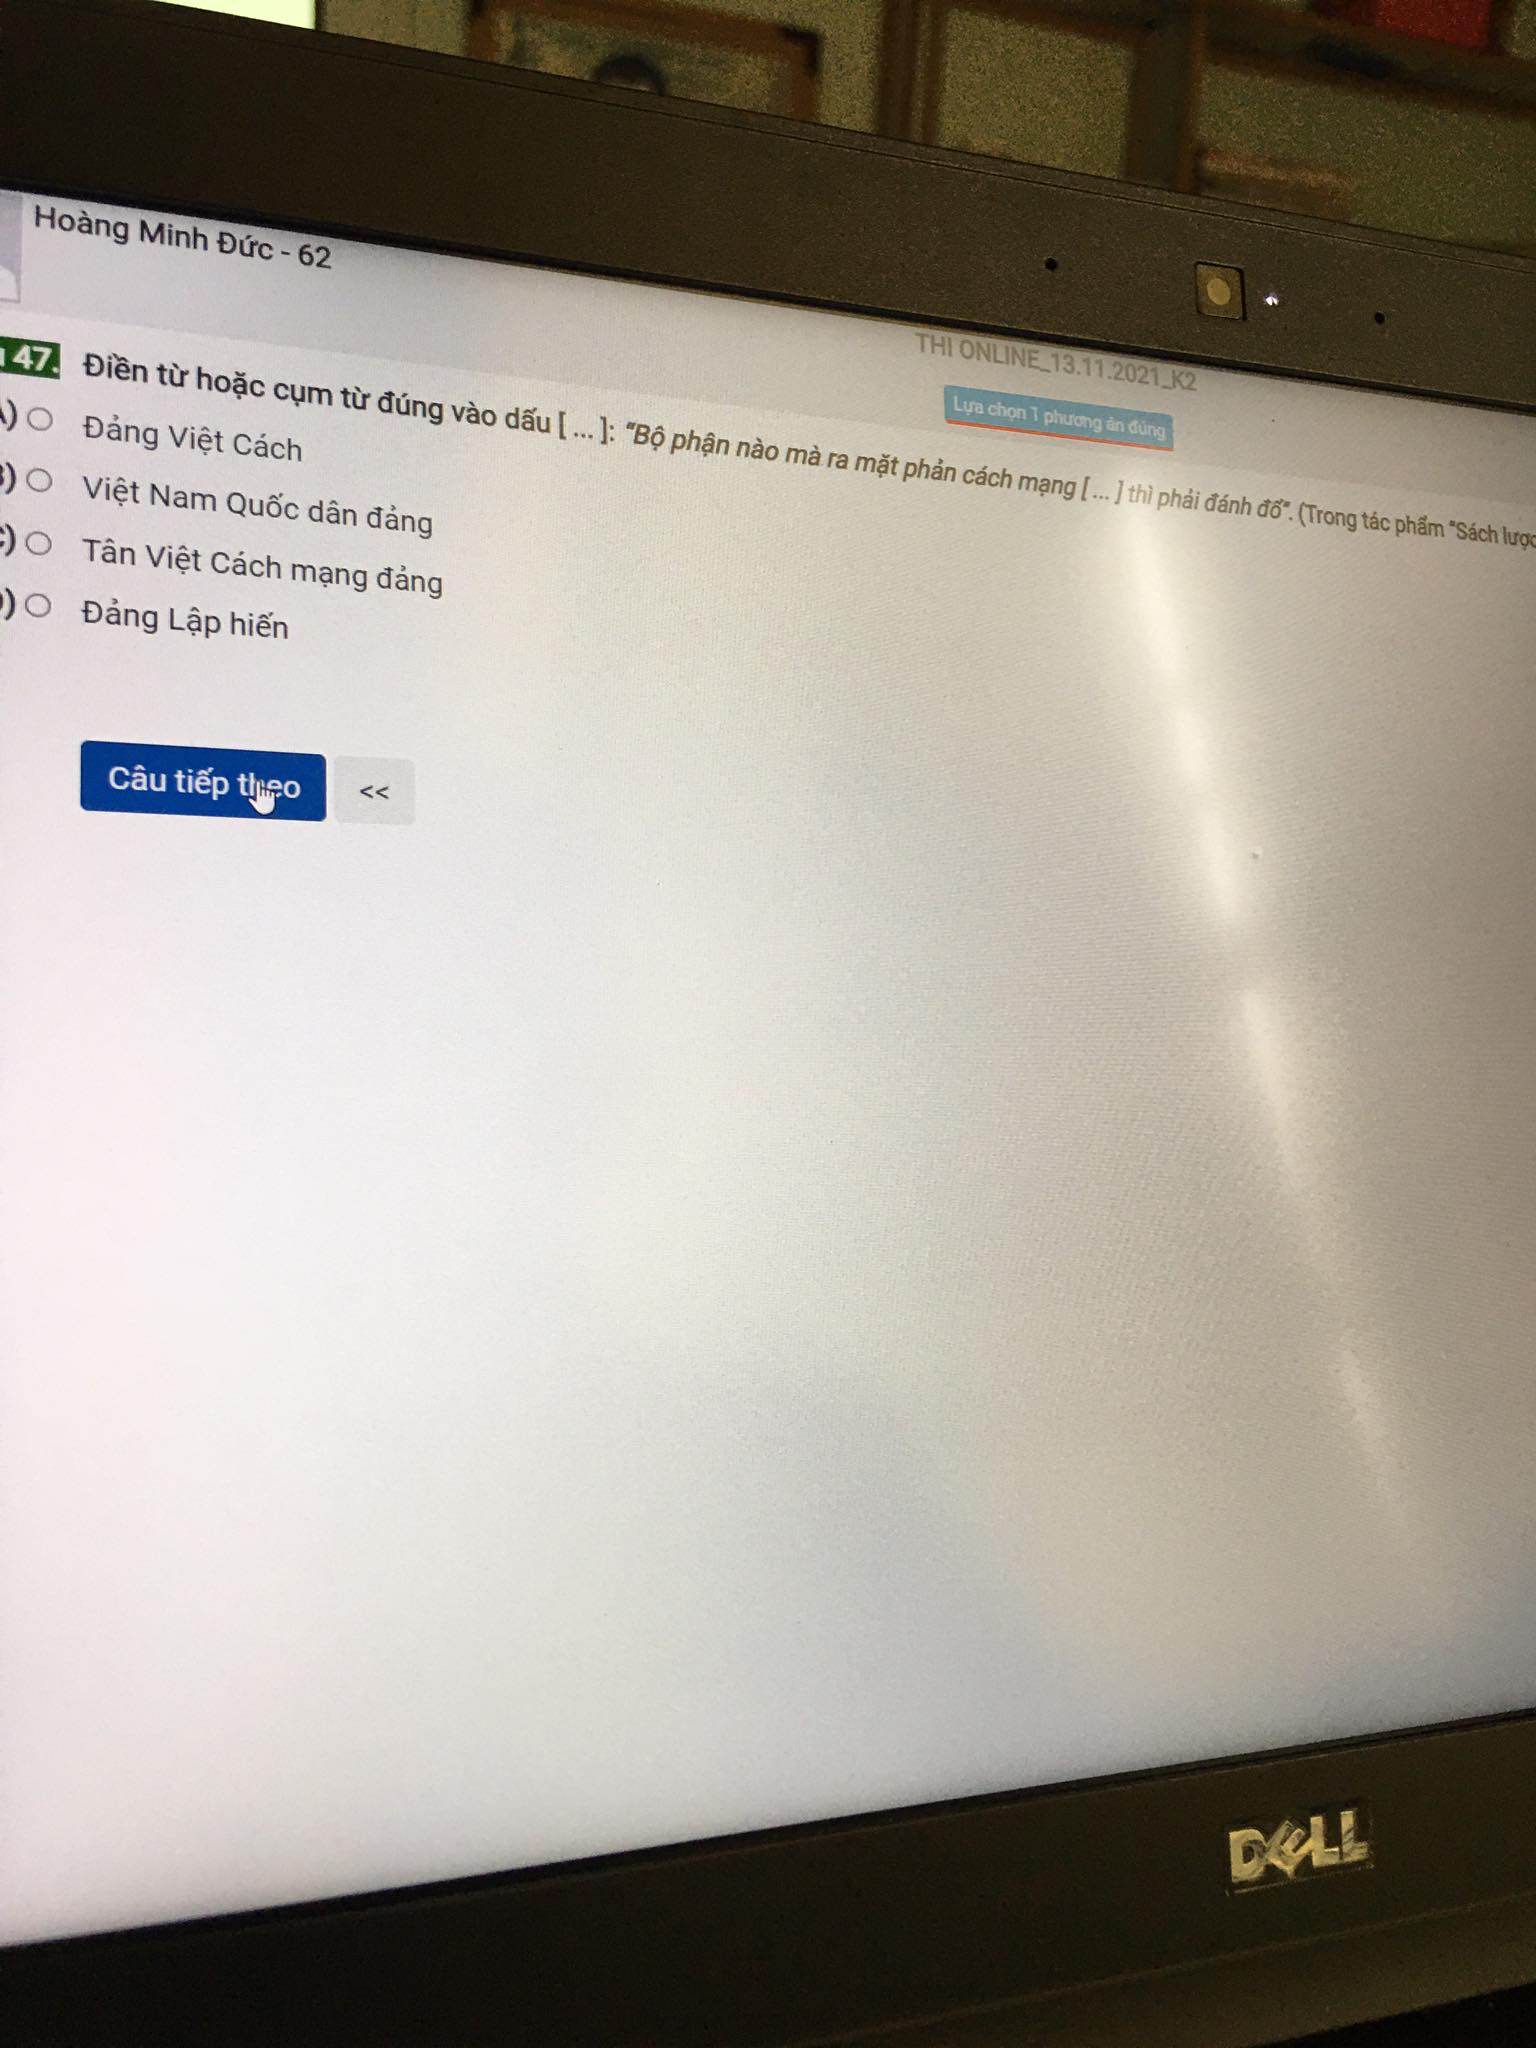 Hoàng Minh Đức - 62
THI ONLINE_13.11.2021_K2
Lựa chọn 1 phương án đúng
47. Điền từ hoặc cụm từ đúng vào dấu [ ... ]: "Bộ phận nào mà ra mặt phản cách mạng [ ... ] thì phải đánh đổ". (Trong tác phẩm "Sách lược
Đảng Việt Cách
Việt Nam Quốc dân đảng
Tân Việt Cách mạng đảng
Đảng Lập hiến
Câu tiếp theo <<
DELL